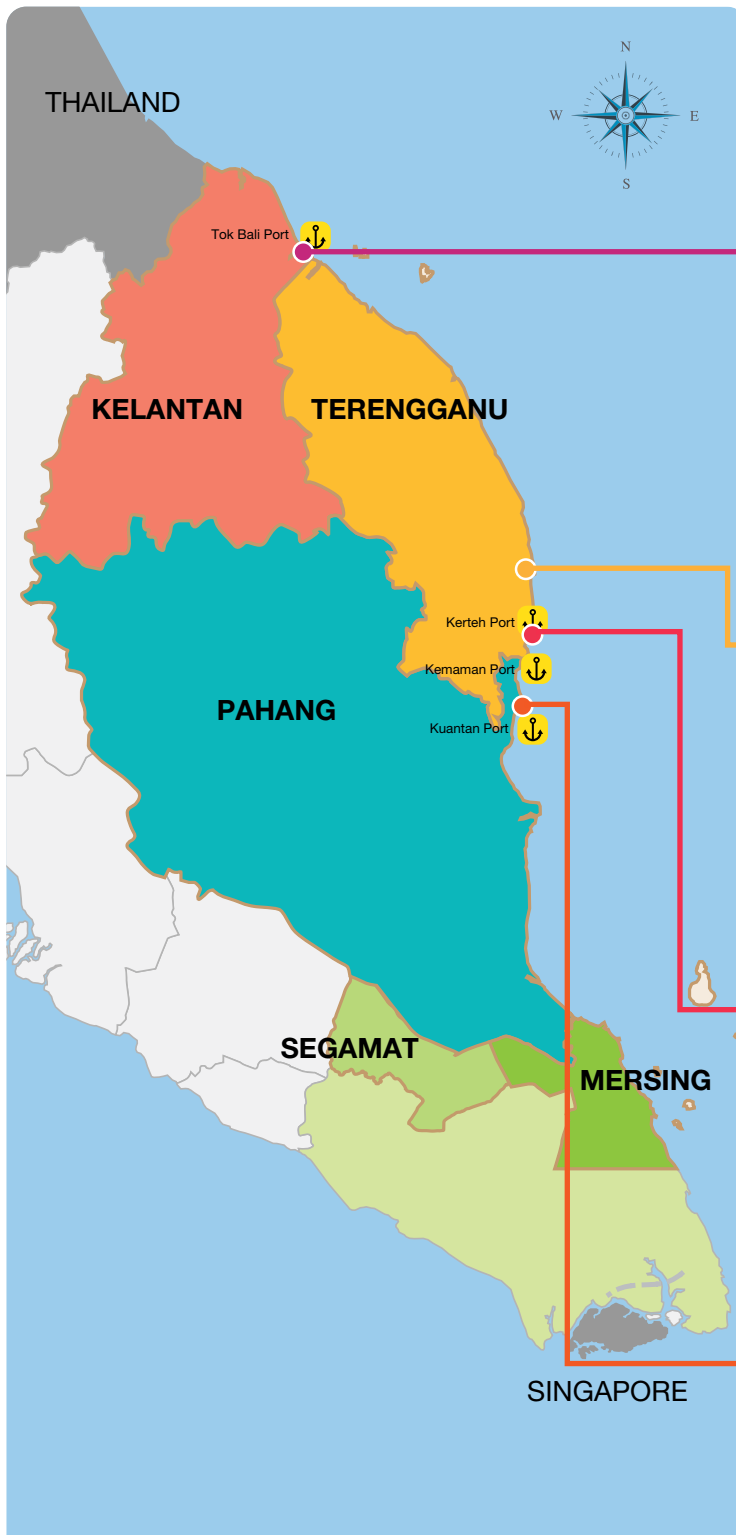 N
THAILAND
W
E
S
Tok Bali Port
KELANTAN
TERENGGANU
Kerteh Port
Kemaman Port
PAHANG
Kuantan Port
SEGAMAT
MERSING
SINGAPORE